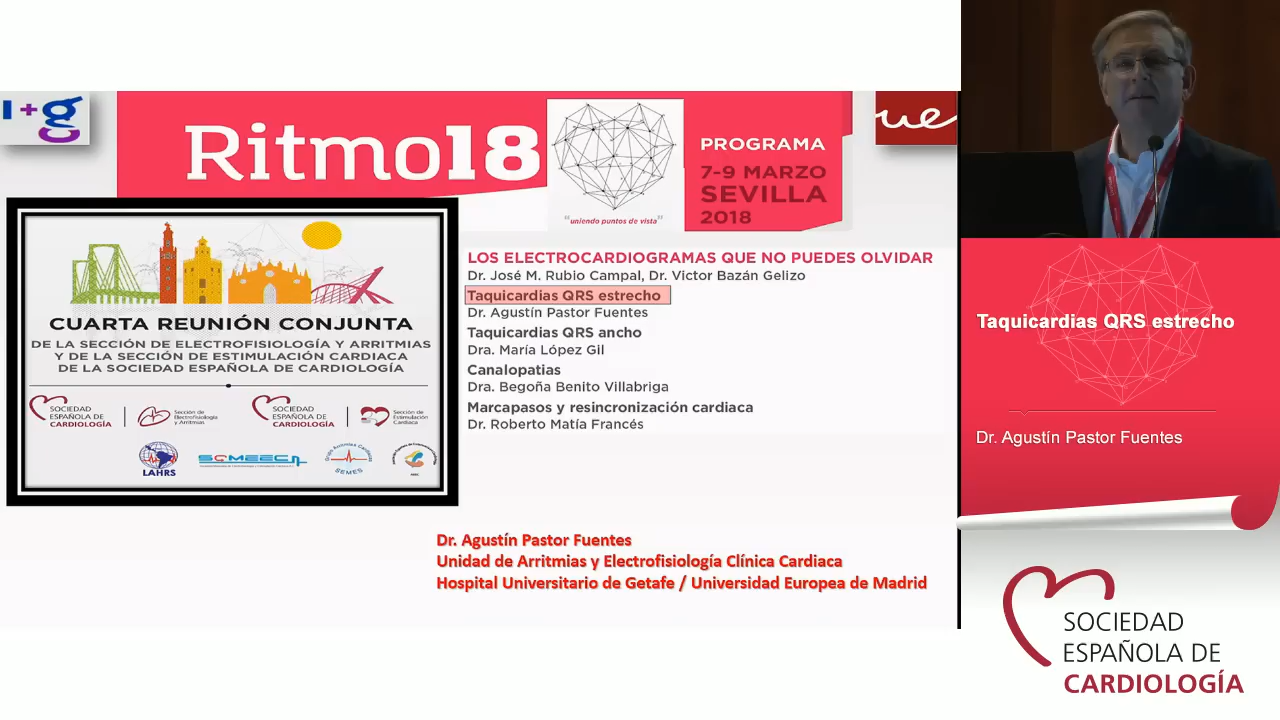 i+g
Ritmo18
"uniendo puntos de vista"
PROGRAMA
7-9 MARZO
SEVILLA
2018
ue
CUARTA REUNIÓN CONJUNTA
DE LA SECCIÓN DE ELECTROFISIOLOGÍA Y ARRITMIAS
Y DE LA SECCIÓN DE ESTIMULACIÓN CARDIACA
DE LA SOCIEDAD ESPAÑOLA DE CARDIOLOGÍA
SOCIEDAD
ESPAÑOLA DE
CARDIOLOGÍA
Sección de
Electrofisiología
y Arritmias
SOCIEDAD
ESPAÑOLA DE
CARDIOLOGÍA
Sección de
Estimulación
Cardiaca
LAHRS
SOMEEC
SEMES
LOS ELECTROCARDIOGRAMAS QUE NO PUEDES OLVIDAR
Dr. José M. Rubio Campal, Dr. Victor Bazán Gelizo
Taquicardias QRS estrecho
Dr. Agustín Pastor Fuentes
Taquicardias QRS ancho
Dra. María López Gil
Canalopatias
Dra. Begoña Benito Villabriga
Marcapasos y resincronización cardiaca
Dr. Roberto Matía Francés
Dr. Agustín Pastor Fuentes
Unidad de Arritmias y Electrofisiología Clínica Cardiaca
Hospital Universitario de Getafe / Universidad Europea de Madrid
Taquicardias QRS estrecho
Dr. Agustín Pastor Fuentes
SOCIEDAD
ESPAÑOLA DE
CARDIOLOGÍA